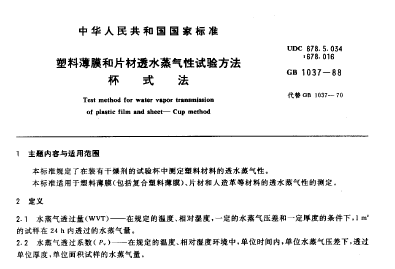 中华人民共和国国家标准
UDC 678.5.034
:678.016
塑料薄膜和片材透水蒸气性试验方法
GB 1037—88
杯式法
代替 GB 1037—70
Test method for water vapor transmission
of plastic film and sheet— Cup method
1 主题内容与适用范围
本标准规定了在装有干燥剂的试验杯中测定塑料材料的透水蒸气性。
本标准适用于塑料薄膜(包括复合塑料薄膜)、片材和人造革等材料的透水蒸气性的测定。
2 定义
2.1 水蒸气透过量(WVT)——在规定的温度、相对湿度,一定的水蒸气压差和一定厚度的条件下,1 m²
的试样在 24 h 内透过的水蒸气量。
2.2 水蒸气透过系数(Pᵥ)——在规定的温度、相对湿度环境中,单位时间内,单位水蒸气压差下,透过
单位厚度,单位面积试样的水蒸气量。